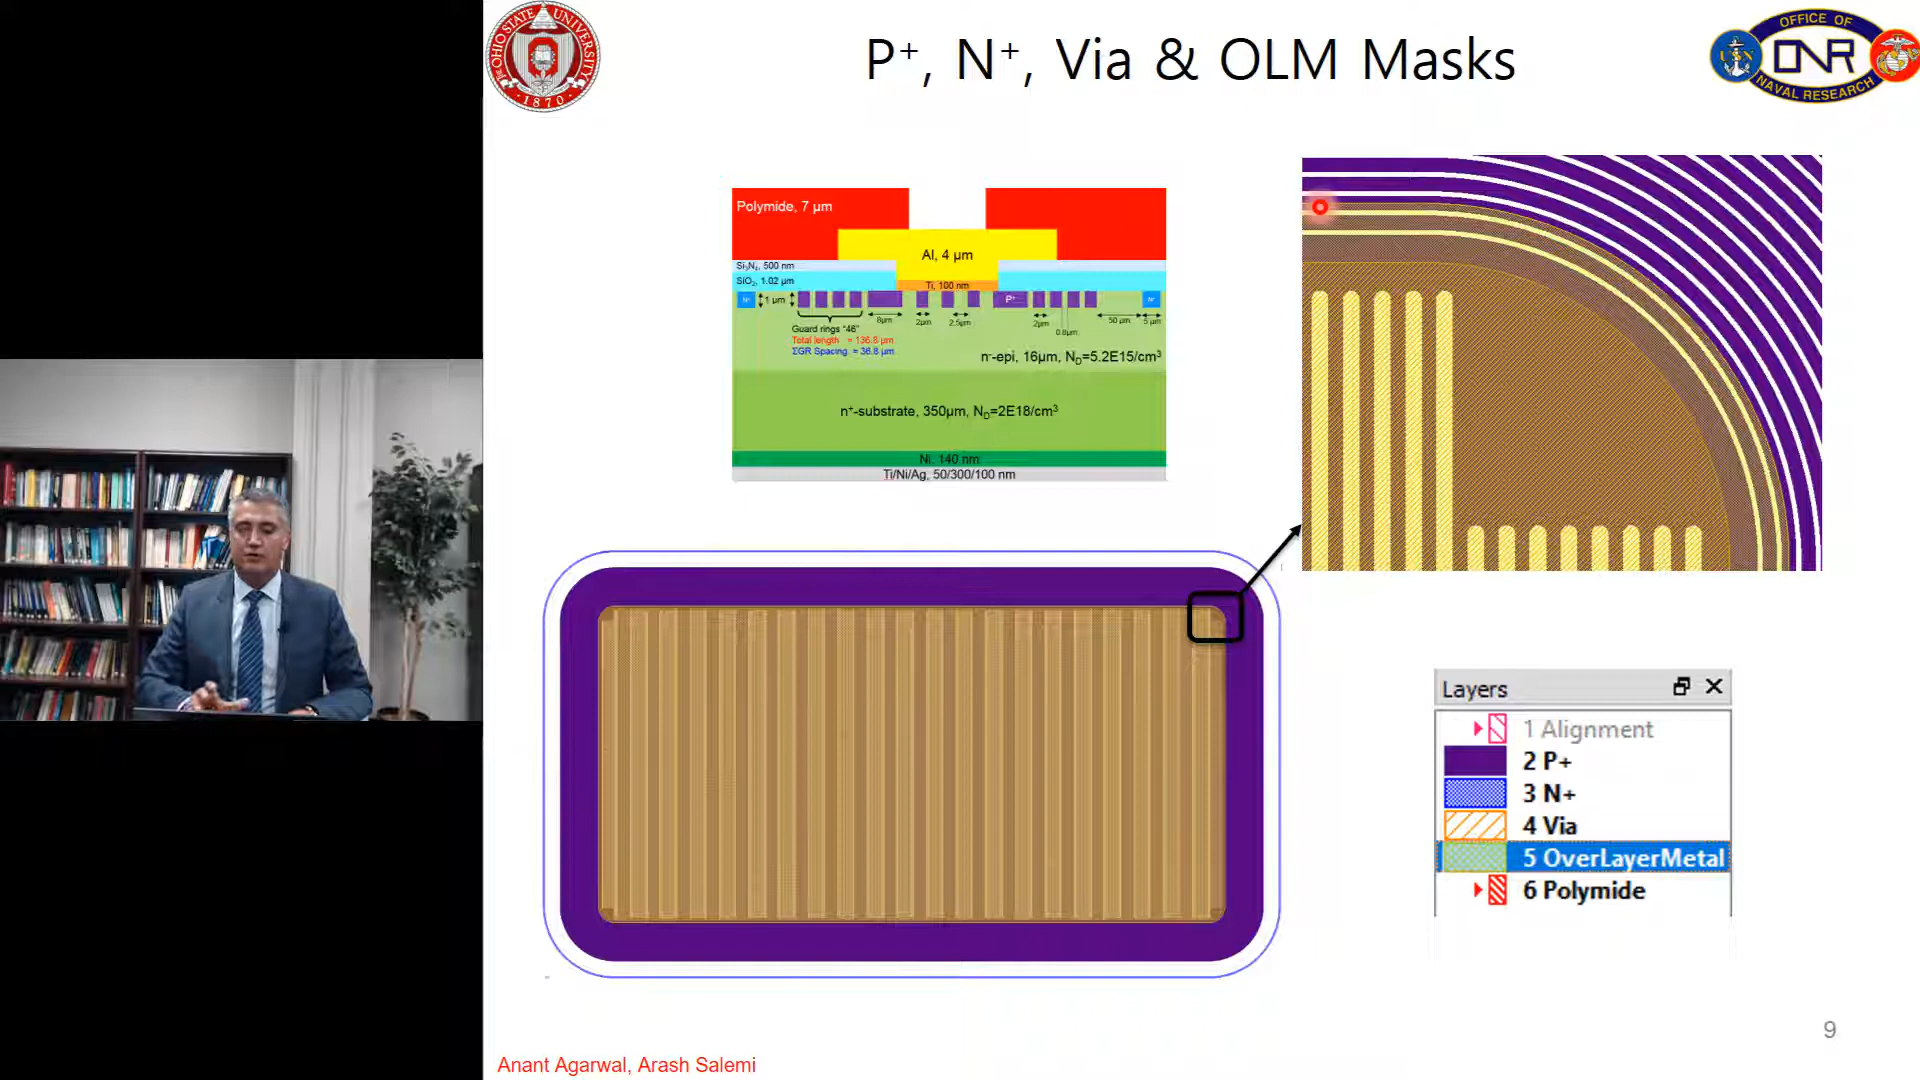 THE OHIO STATE UNIVERSITY
1870
P⁺, N⁺, Via & OLM Masks
OFFICE OF
ONR
NAVAL RESEARCH
Polymide, 7 µm
Al, 4 µm
Si₃N₄, 500 nm
SiO₂, 1.02 µm
Ti, 100 nm
N⁺
1 µm
P⁺
N⁺
8µm
2µm
2.5µm
2µm
0.8µm
50 µm
5 µm
Guard rings "46"
Total length = 136.8 µm
ΣGR Spacing = 36.8 µm
n⁻-epi, 16µm, N_D=5.2E15/cm³
n⁺-substrate, 350µm, N_D=2E18/cm³
Ni, 140 nm
Ti/Ni/Ag, 50/300/100 nm
Layers
1 Alignment
2 P+
3 N+
4 Via
5 OverLayerMetal
6 Polymide
9
Anant Agarwal, Arash Salemi